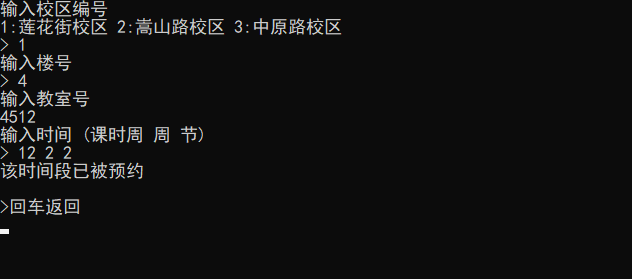 输入校区编号
1:莲花街校区 2:嵩山路校区 3:中原路校区
> 1
输入楼号
> 4
输入教室号
4512
输入时间（课时周 周 节）
> 12 2 2
该时间段已被预约
>回车返回